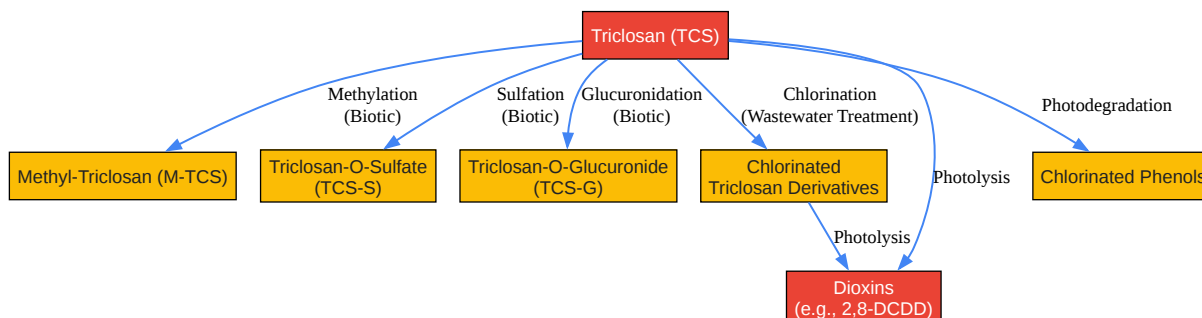 Triclosan (TCS)
Methylation
(Biotic)
Sulfation
(Biotic)
Glucuronidation
(Biotic)
Chlorination
(Wastewater Treatment)
Photodegradation
Methyl-Triclosan (M-TCS)
Triclosan-O-Sulfate
(TCS-S)
Triclosan-O-Glucuronide
(TCS-G)
Chlorinated
Triclosan Derivatives
Photolysis
Chlorinated Phenols
Photolysis
Dioxins
(e.g., 2,8-DCDD)